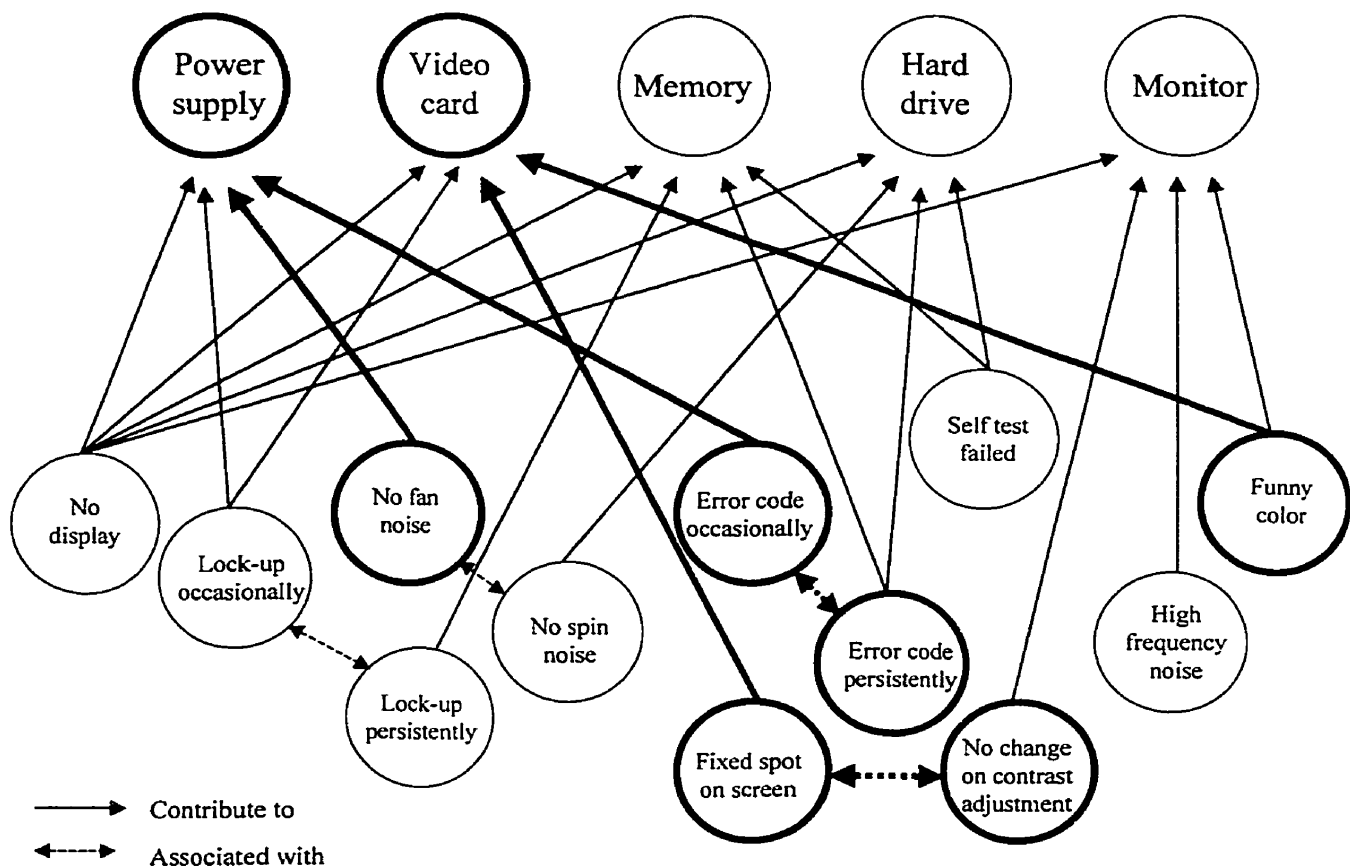 Power
supply
Video
card
Memory
Hard
drive
Monitor
No
display
Lock-up
occasionally
No fan
noise
Lock-up
persistently
No spin
noise
Error code
occasionally
Error code
persistently
Self test
failed
Fixed spot
on screen
No change
on contrast
adjustment
High
frequency
noise
Funny
color
Contribute to
Associated with